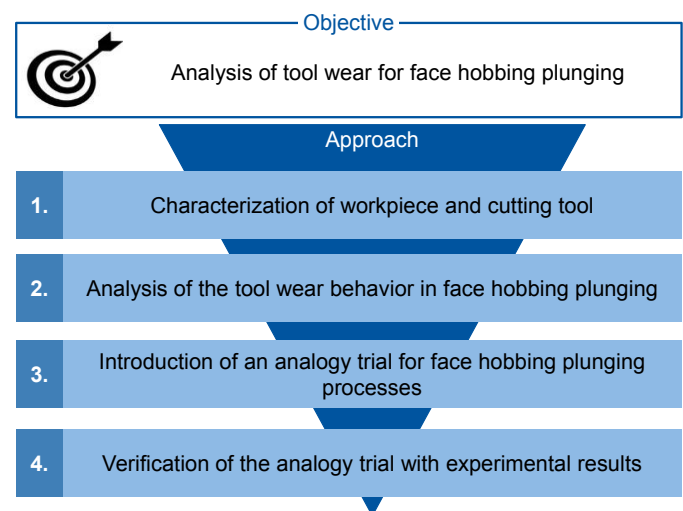 Objective
Analysis of tool wear for face hobbing plunging
Approach
1. Characterization of workpiece and cutting tool
2. Analysis of the tool wear behavior in face hobbing plunging
3. Introduction of an analogy trial for face hobbing plunging
processes
4. Verification of the analogy trial with experimental results